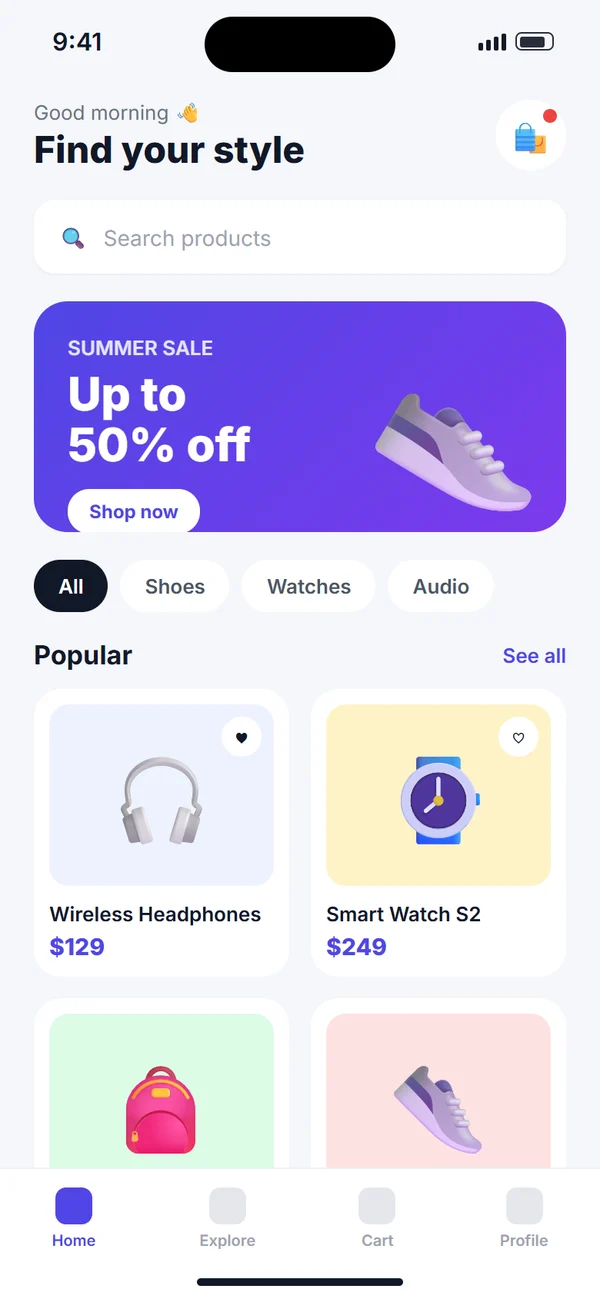 9:41
Good morning 👋
Find your style
Search products
SUMMER SALE
Up to
50% off
Shop now
All
Shoes
Watches
Audio
Popular
See all
Wireless Headphones
$129
Smart Watch S2
$249
Home
Explore
Cart
Profile